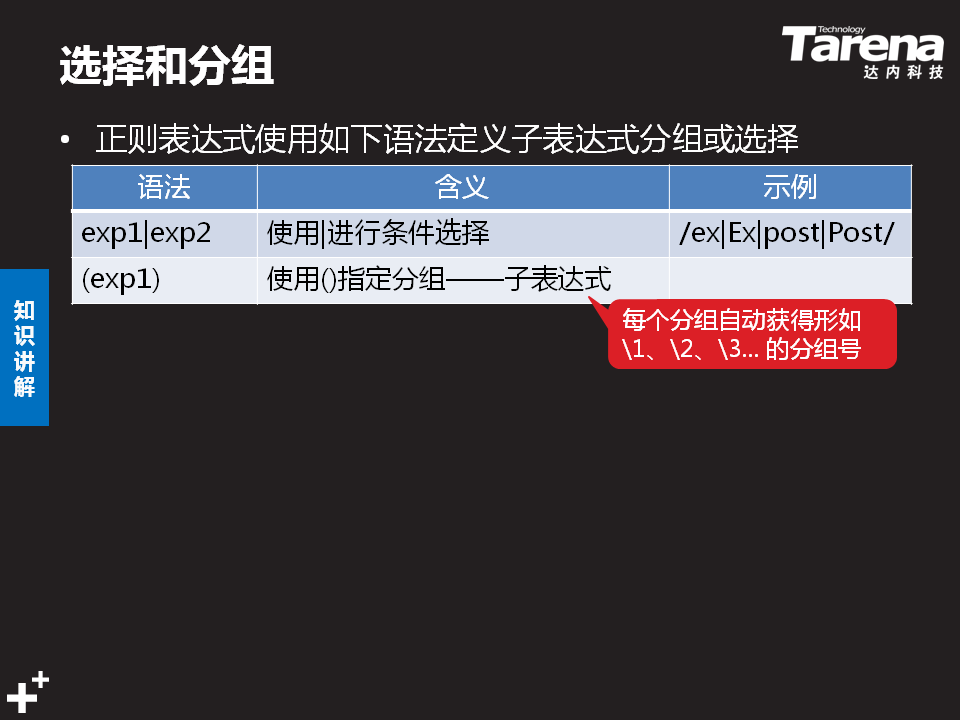 选择和分组
Technology
Tarena
达内科技
• 正则表达式使用如下语法定义子表达式分组或选择
语法 含义 示例
exp1|exp2 使用|进行条件选择 /ex|Ex|post|Post/
(exp1) 使用()指定分组——子表达式
每个分组自动获得形如
\1、\2、\3... 的分组号
知
识
讲
解